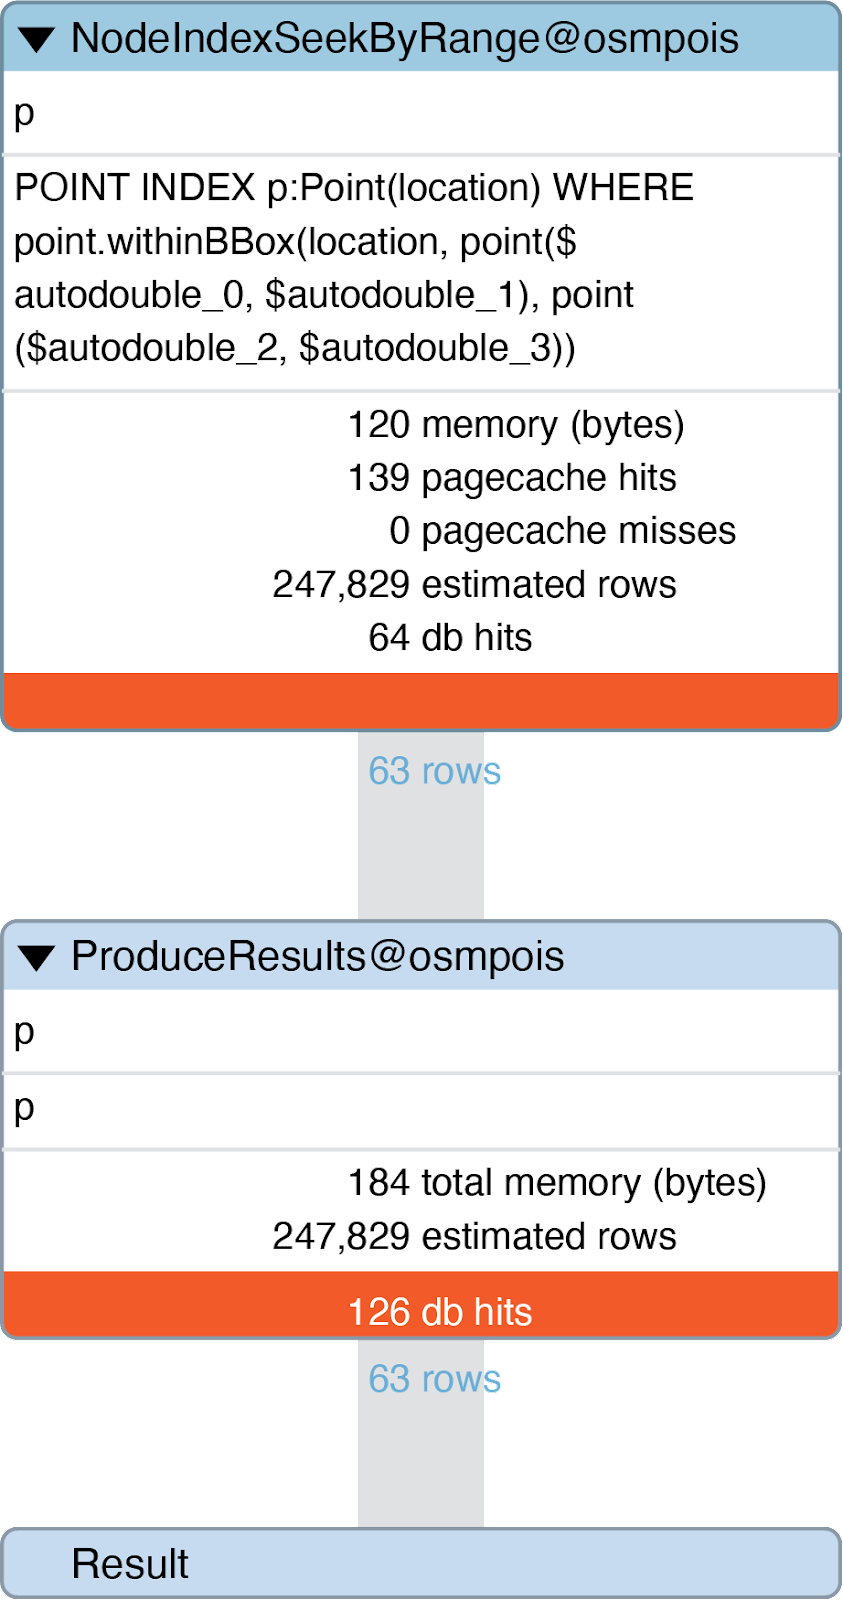 NodeIndexSeekByRange@osmpois
p
POINT INDEX p:Point(location) WHERE
point.withinBBox(location, point($
autodouble_0, $autodouble_1), point
($autodouble_2, $autodouble_3))
120 memory (bytes)
139 pagecache hits
0 pagecache misses
247,829 estimated rows
64 db hits
63 rows
ProduceResults@osmpois
p
p
184 total memory (bytes)
247,829 estimated rows
126 db hits
63 rows
Result